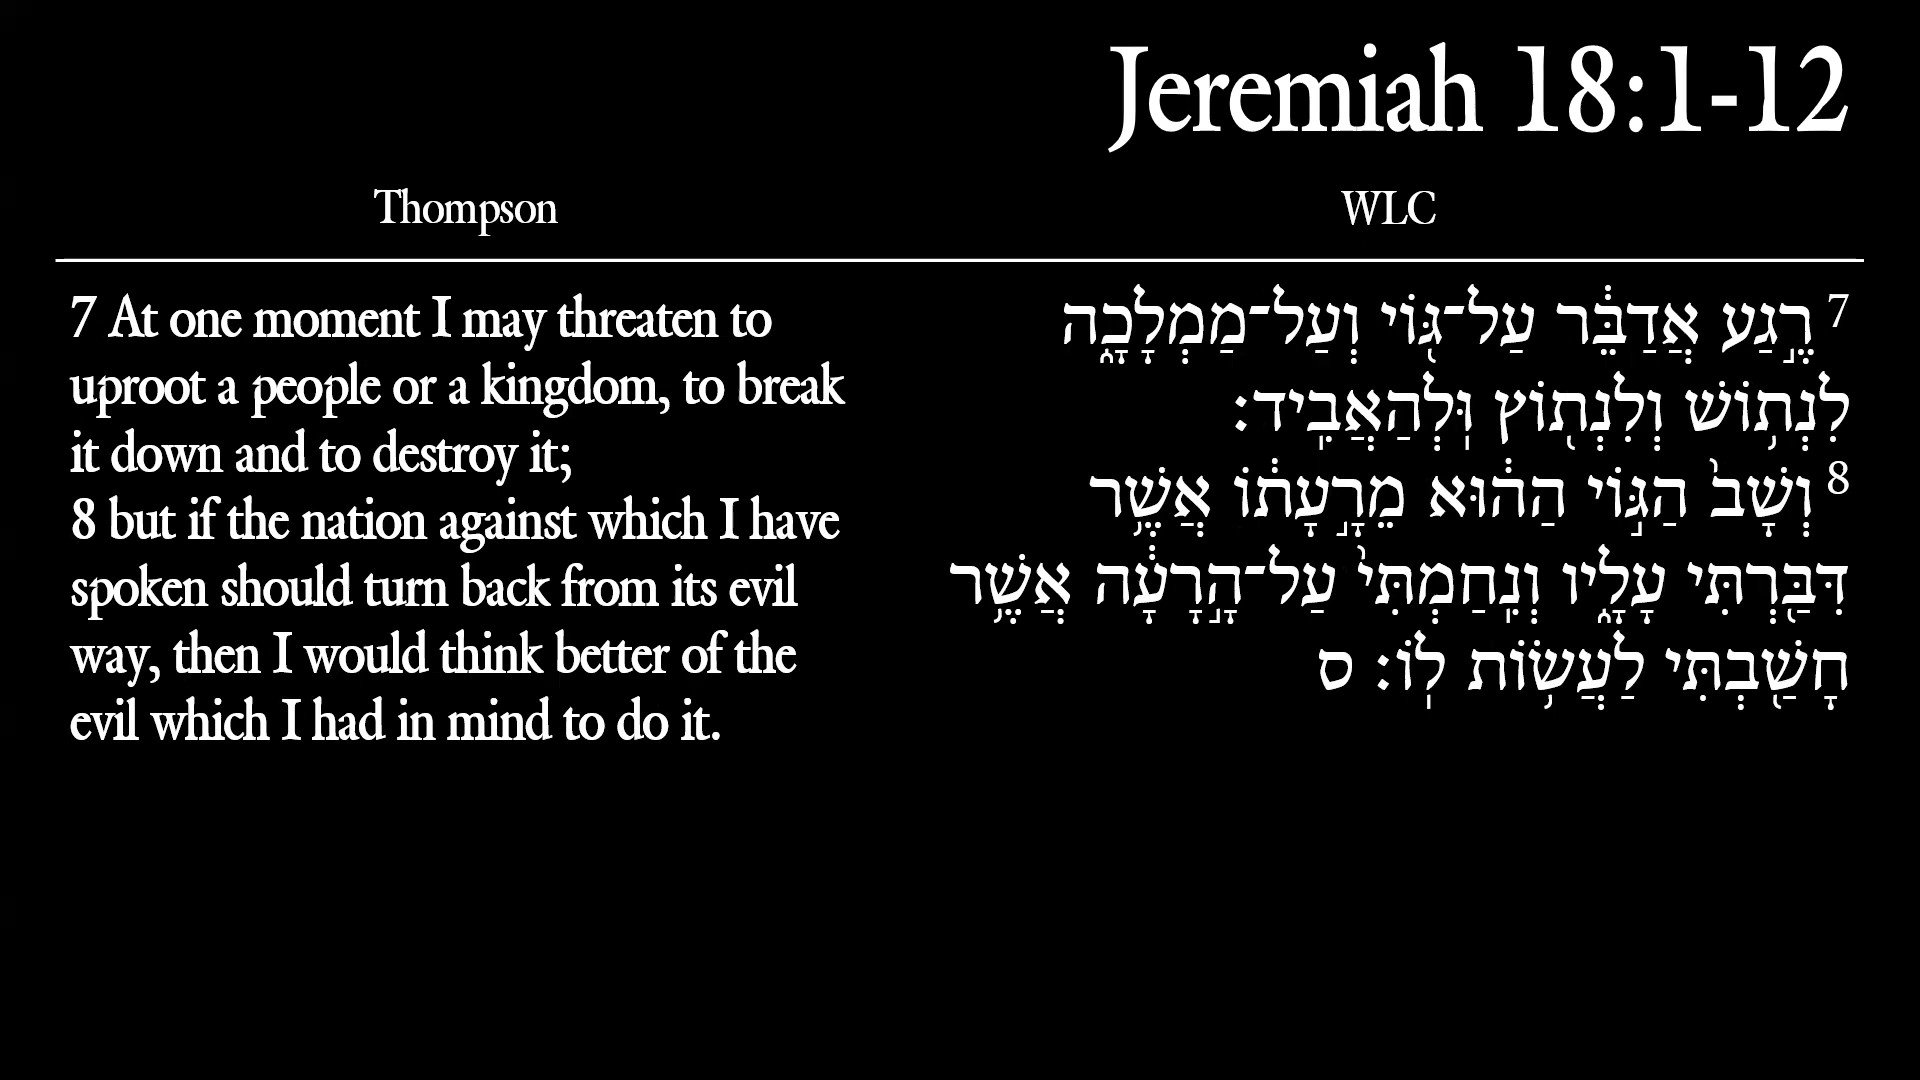 Jeremiah 18:1-12
Thompson
WLC
7 At one moment I may threaten to
uproot a people or a kingdom, to break
it down and to destroy it;
8 but if the nation against which I have
spoken should turn back from its evil
way, then I would think better of the
evil which I had in mind to do it.
7 רֶ֣גַע אֲדַבֵּ֔ר עַל־גּ֖וֹי וְעַל־מַמְלָכָ֑ה
לִנְת֥וֹשׁ וְלִנְת֖וֹץ וּֽלְהַאֲבִֽיד׃
8 וְשָׁב֙ הַגּ֣וֹי הַה֔וּא מֵרָ֣עָת֔וֹ אֲשֶׁ֥ר
דִּבַּ֖רְתִּי עָלָ֑יו וְנִֽחַמְתִּי֙ עַל־הָ֣רָעָ֔ה אֲשֶׁ֥ר
חָשַׁ֖בְתִּי לַעֲשׂ֥וֹת לֽוֹ׃ ס